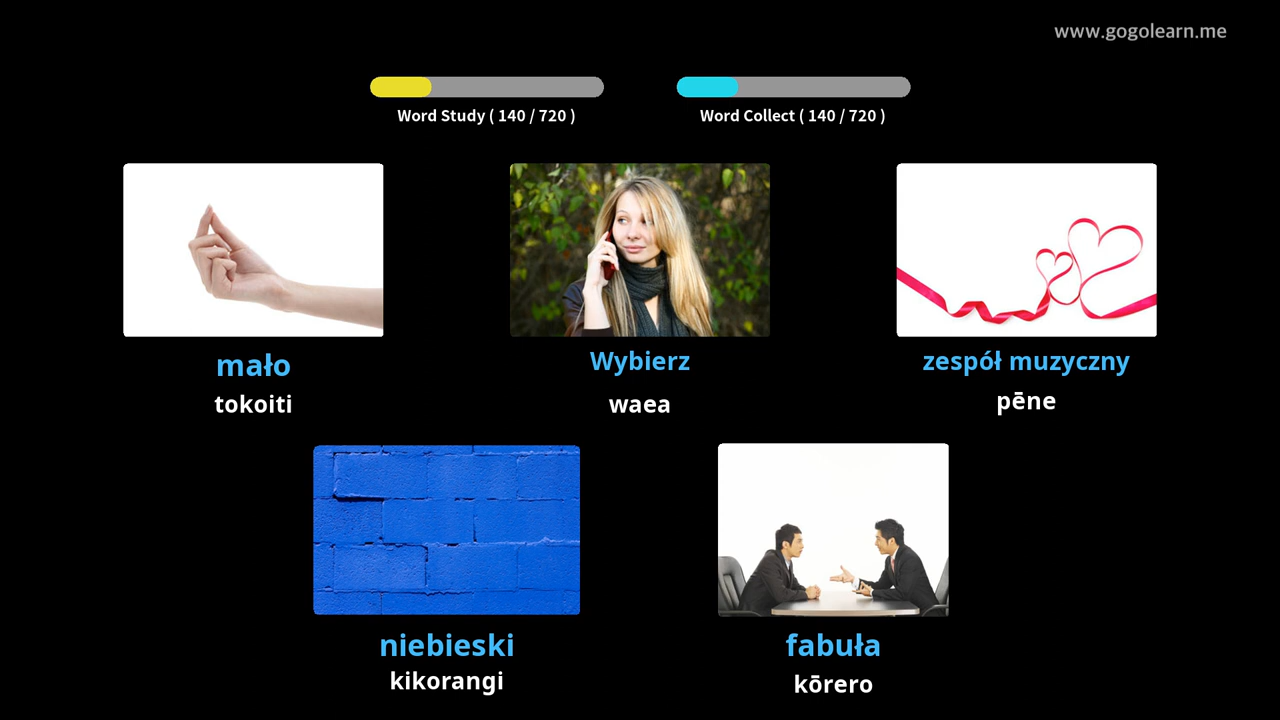 www.gogolearn.me
Word Study ( 140 / 720 )
Word Collect ( 140 / 720 )
mało
tokoiti
Wybierz
waea
zespół muzyczny
pēne
niebieski
kikorangi
fabuła
kōrero